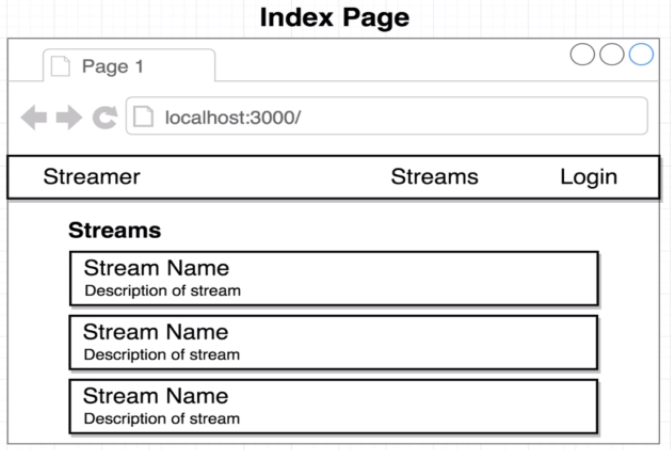 Index Page
Page 1
localhost:3000/
Streamer Streams Login
Streams
Stream Name
Description of stream
Stream Name
Description of stream
Stream Name
Description of stream